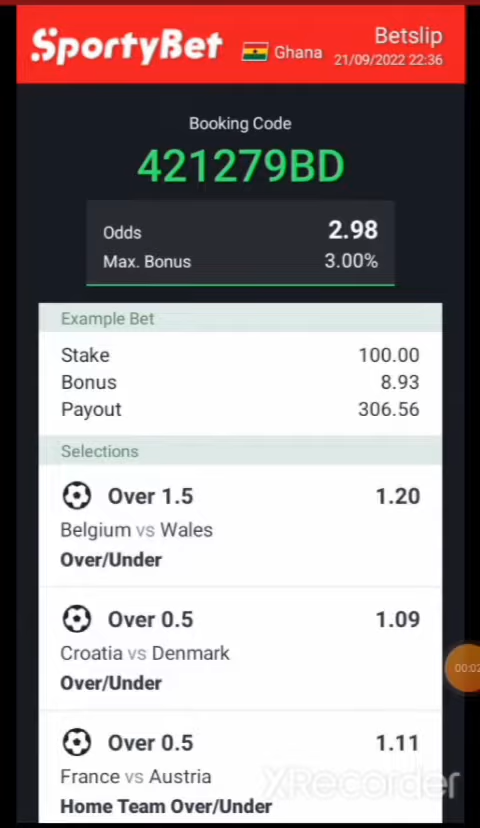 SportyBet
Ghana
Betslip
21/09/2022 22:36
Booking Code
421279BD
Odds 2.98
Max. Bonus 3.00%
Example Bet
Stake 100.00
Bonus 8.93
Payout 306.56
Selections
Over 1.5 1.20
Belgium vs Wales
Over/Under
Over 0.5 1.09
Croatia vs Denmark
Over/Under
00:02
Over 0.5 1.11
France vs Austria
XRecorder
Home Team Over/Under